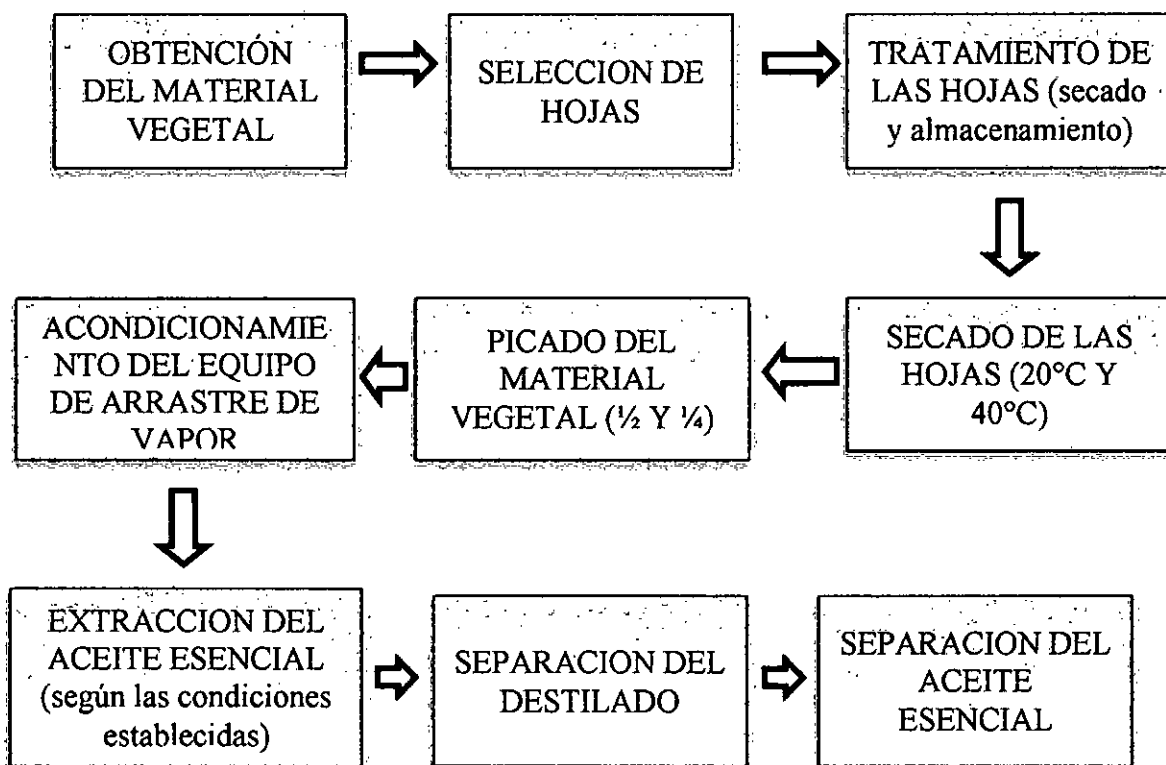 OBTENCIÓN
DEL MATERIAL
VEGETAL
SELECCION DE
HOJAS
TRATAMIENTO DE
LAS HOJAS (secado
y almacenamiento)
SECADO DE LAS
HOJAS (20°C Y
40°C)
PICADO DEL
MATERIAL
VEGETAL (½ Y ¼)
ACONDICIONAMIE
NTO DEL EQUIPO
DE ARRASTRE DE
VAPOR
EXTRACCION DEL
ACEITE ESENCIAL
(según las condiciones
establecidas)
SEPARACION DEL
DESTILADO
SEPARACION DEL
ACEITE
ESENCIAL